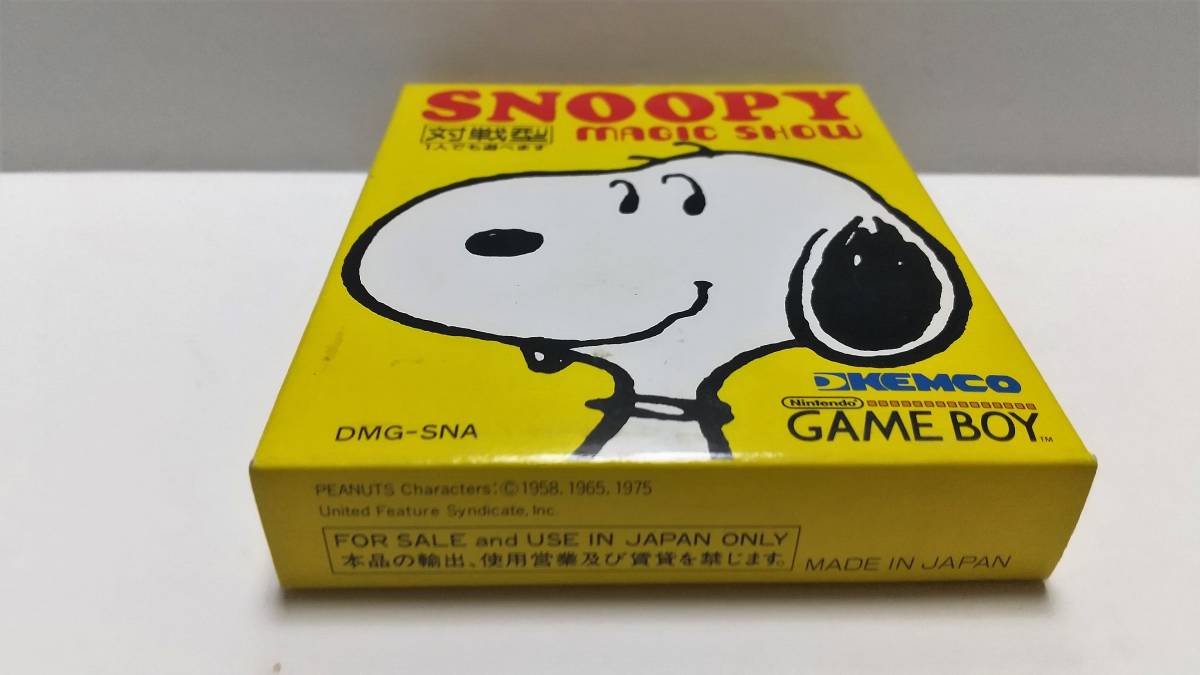 SNOOPY
対戦型 MAGIC SHOW
1人でも遊べます
KEMCO
Nintendo
GAME BOY™
DMG-SNA
PEANUTS Characters:©1958,1965,1975
United Feature Syndicate,Inc.
FOR SALE and USE IN JAPAN ONLY
本品の輸出、使用営業及び賃貸を禁じます。
MADE IN JAPAN